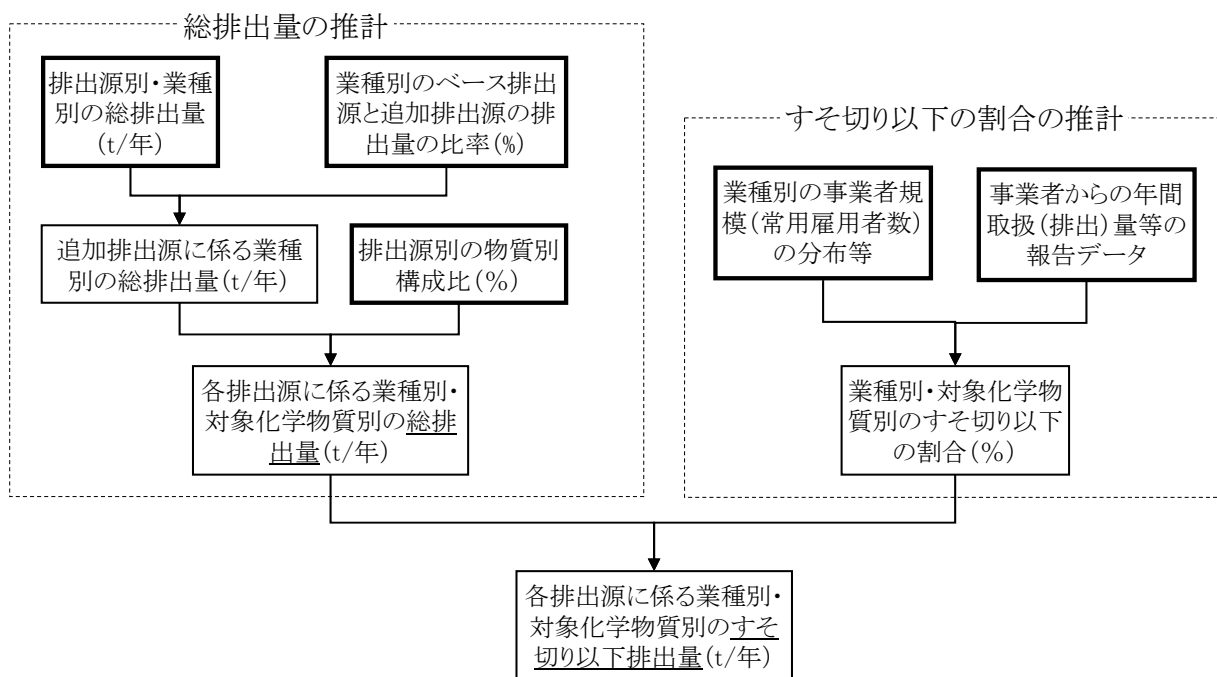 総排出量の推計
排出源別・業種
別の総排出量
(t/年)
業種別のベース排出
源と追加排出源の排
出量の比率(%)
追加排出源に係る業種
別の総排出量(t/年)
排出源別の物質別
構成比(%)
各排出源に係る業種別・
対象化学物質別の総排
出量(t/年)
すそ切り以下の割合の推計
業種別の事業者規
模(常用雇用者数)
の分布等
事業者からの年間
取扱(排出)量等の
報告データ
業種別・対象化学物
質別のすそ切り以下
の割合(%)
各排出源に係る業種別・
対象化学物質別のすそ
切り以下排出量(t/年)